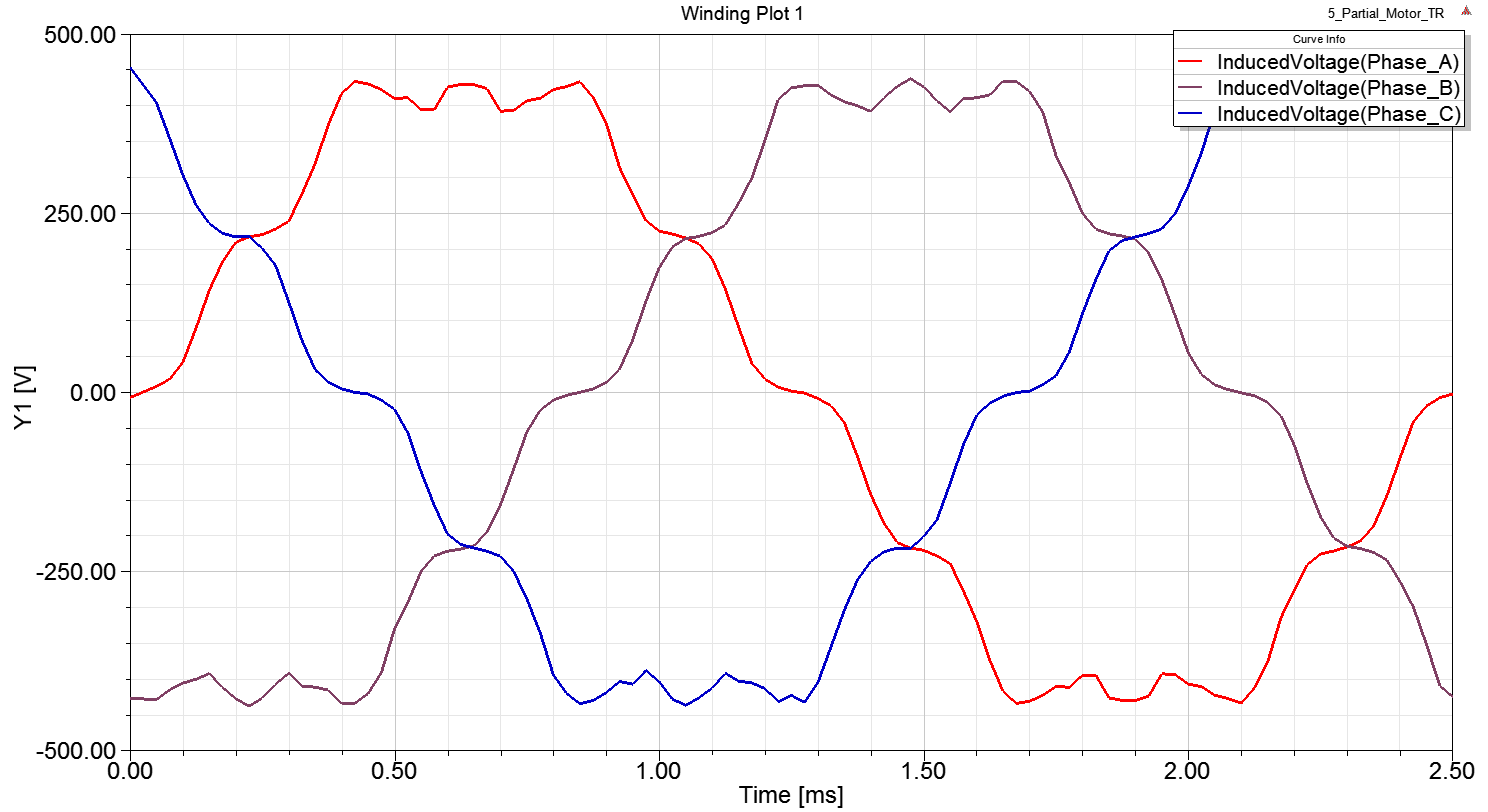 Winding Plot 1
5_Partial_Motor_TR
Curve Info
InducedVoltage(Phase_A)
InducedVoltage(Phase_B)
InducedVoltage(Phase_C)
500.00
250.00
0.00
-250.00
-500.00
Y1 [V]
0.00 0.50 1.00 1.50 2.00 2.50
Time [ms]